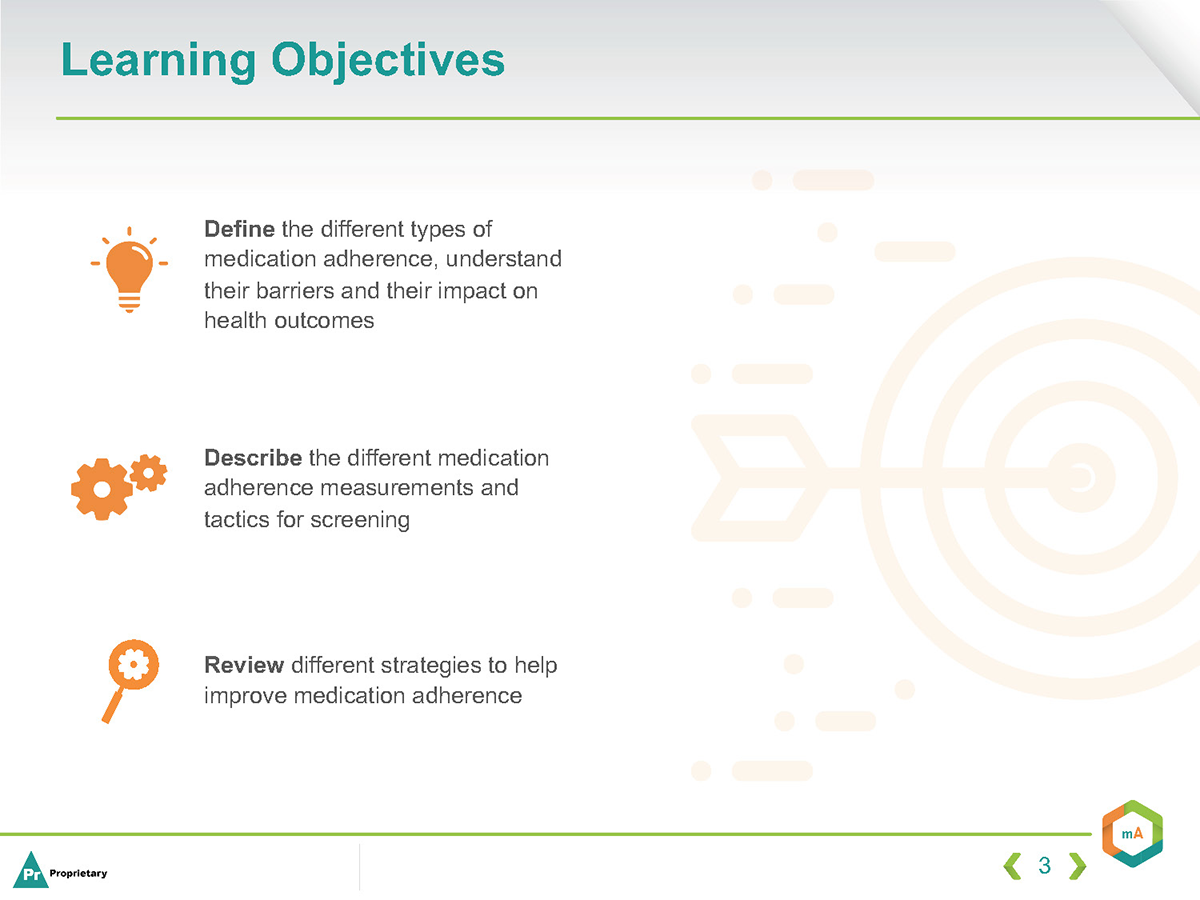 Learning Objectives
Define the different types of
medication adherence, understand
their barriers and their impact on
health outcomes
Describe the different medication
adherence measurements and
tactics for screening
Review different strategies to help
improve medication adherence
mA
Pr Proprietary
3